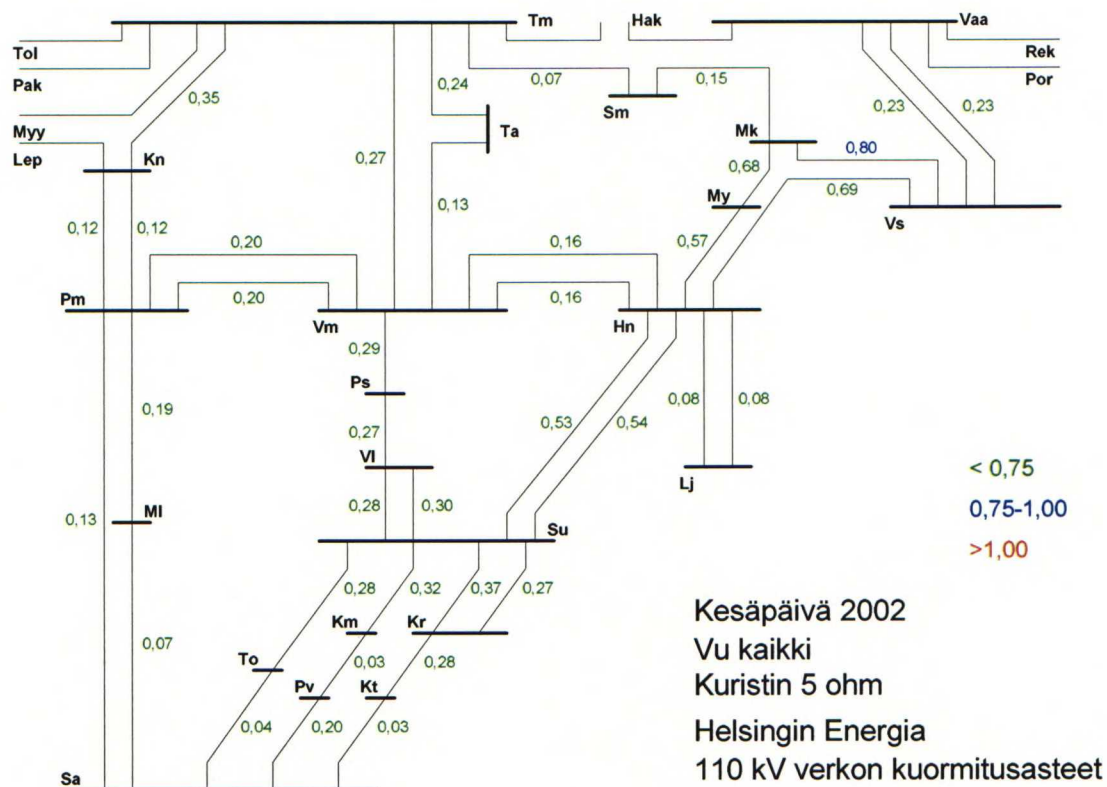 Tm
Hak
Vaa
Tol
Rek
Pak
Por
0,35
0,24
0,07
0,15
0,23
0,23
Sm
Myy
Ta
Mk
Lep
Kn
0,27
0,80
0,68
0,69
My
Vs
0,12
0,12
0,13
0,20
0,16
0,57
Pm
0,20
Vm
0,16
Hn
0,29
Ps
0,19
0,27
0,53
0,54
0,08
0,08
Vl
Lj
< 0,75
0,28
0,30
0,75-1,00
0,13
Ml
Su
>1,00
0,28
0,32
0,37
0,27
Kesäpäivä 2002
Km
Kr
Vu kaikki
0,07
To
0,03
0,28
Kuristin 5 ohm
Pv
Kt
0,04
0,20
0,03
Helsingin Energia
Sa
110 kV verkon kuormitusasteet